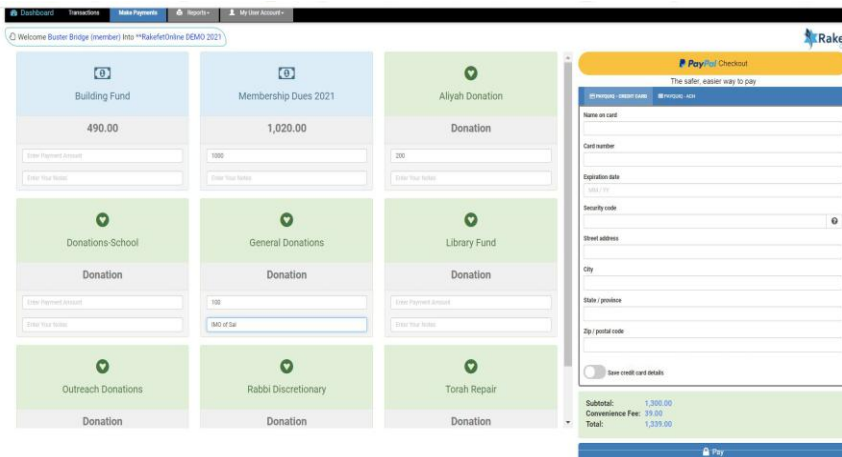 Dashboard Transactions Make Payments Reports My User Account
Welcome Buster Bridge (member) Into **RakefetOnline DEMO 2021
Rake
Building Fund
490.00
Enter Payment Amount
Enter Your Notes
Membership Dues 2021
1,020.00
1000
Enter Your Notes
Aliyah Donation
Donation
200
Enter Your Notes
Donations-School
Donation
Enter Payment Amount
Enter Your Notes
General Donations
Donation
100
IMO of Sal
Library Fund
Donation
Enter Payment Amount
Enter Your Notes
Outreach Donations
Donation
Rabbi Discretionary
Donation
Torah Repair
Donation
PayPal Checkout
The safer, easier way to pay
PAYQUIQ - CREDIT CARD PAYQUIQ - ACH
Name on card
Card number
Expiration date
MM / YY
Security code
Street address
City
State / province
Zip / postal code
Save credit card details
Subtotal: 1,300.00
Convenience Fee: 39.00
Total: 1,339.00
Pay